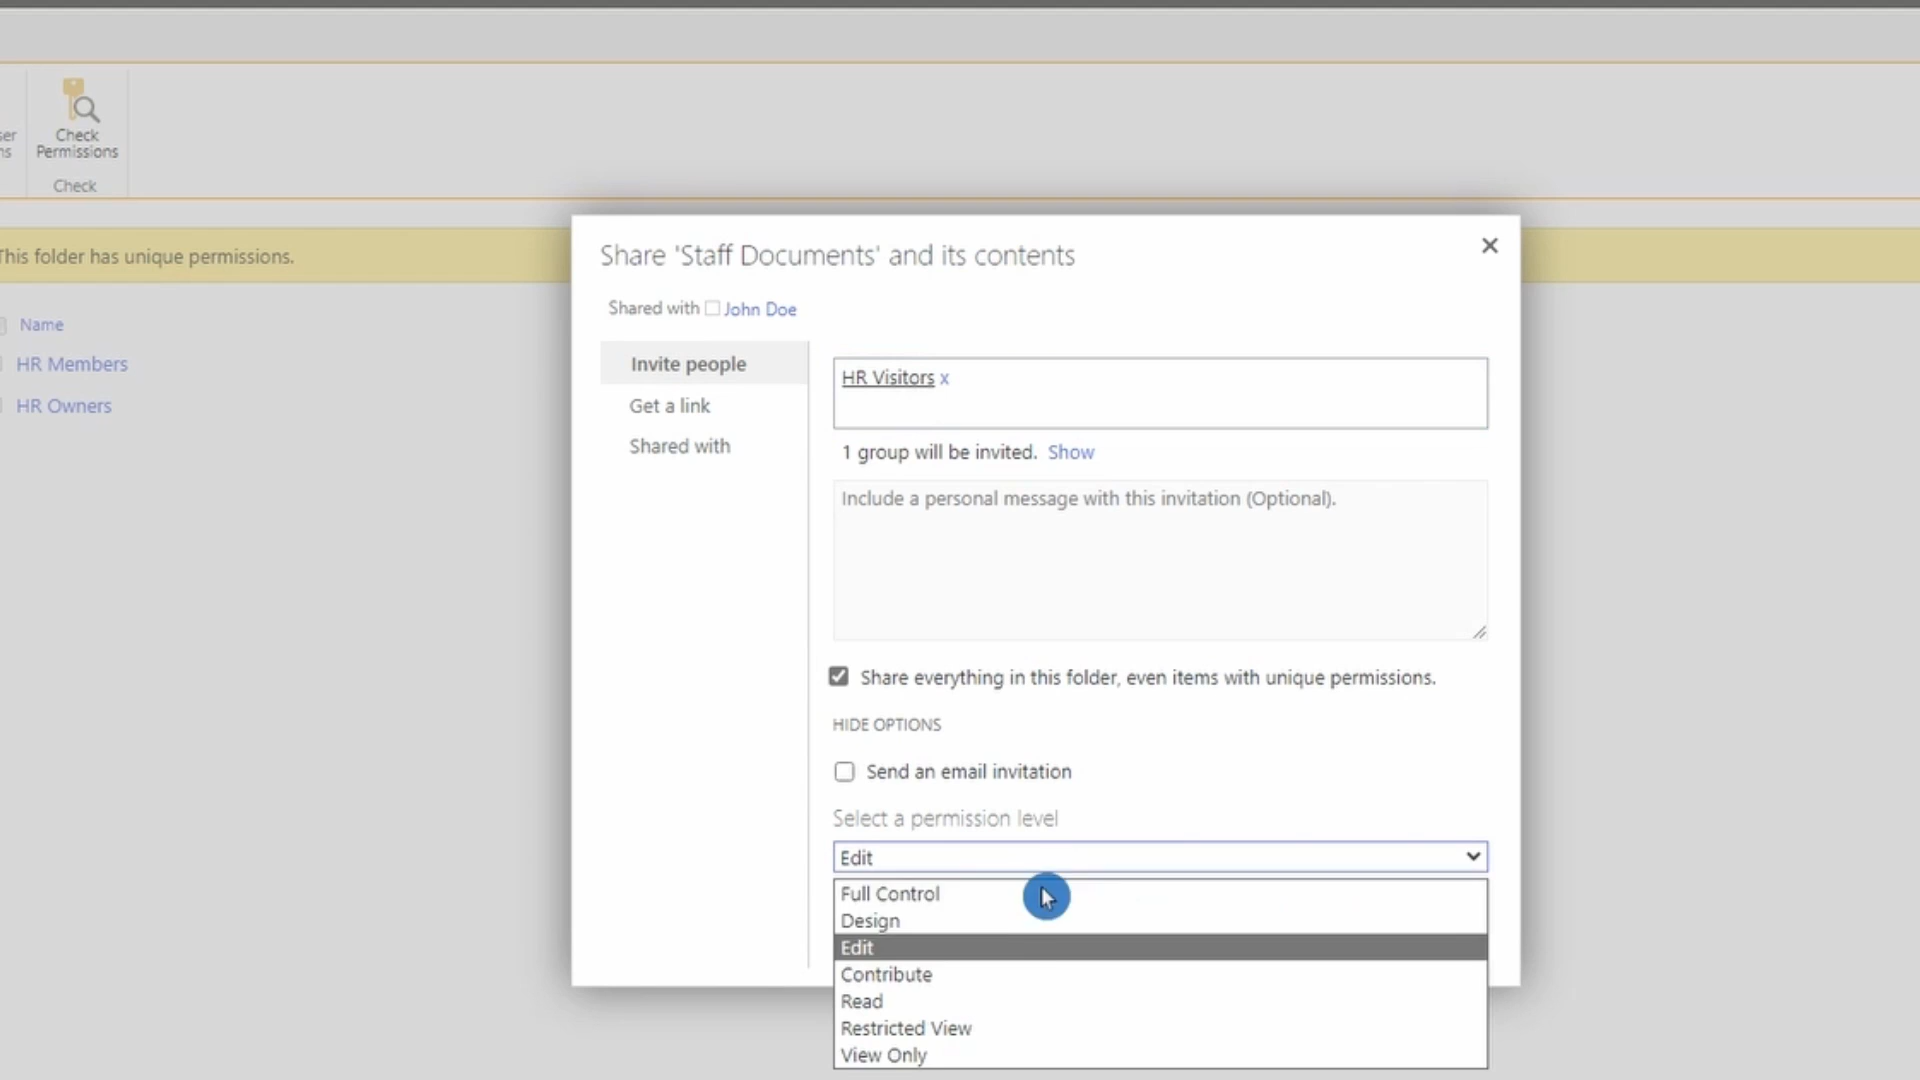 ser
ns
Check
Permissions
Check
This folder has unique permissions.
Name
HR Members
HR Owners
Share 'Staff Documents' and its contents
Shared with John Doe
Invite people
Get a link
Shared with
HR Visitors x
1 group will be invited. Show
Include a personal message with this invitation (Optional).
Share everything in this folder, even items with unique permissions.
HIDE OPTIONS
Send an email invitation
Select a permission level
Edit
Full Control
Design
Edit
Contribute
Read
Restricted View
View Only